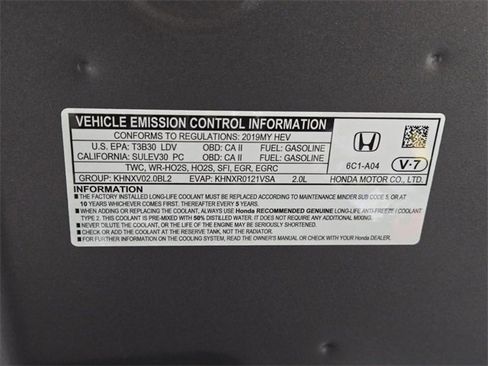 VEHICLE EMISSION CONTROL INFORMATION
CONFORMS TO REGULATIONS: 2019MY HEV
U.S. EPA: T3B30 LDV OBD: CA II FUEL: GASOLINE
CALIFORNIA: SULEV30 PC OBD: CA II FUEL: GASOLINE
TWC, WR-HO2S, HO2S, SFI, EGR, EGRC
GROUP: KHNXV02.0BL2 EVAP: KHNXR0121VSA 2.0L
6C1-A04
V-7
HONDA MOTOR CO., LTD.
INFORMATION
■ THE FACTORY INSTALLED LONG-LIFE COOLANT MUST BE REPLACED ACCORDING TO MAINTENANCE MINDER SUB CODE 5, OR AT
10 YEARS WHICHEVER COMES FIRST, THEREAFTER EVERY 5 YEARS.
■ WHEN ADDING OR REPLACING THE COOLANT, ALWAYS USE Honda RECOMMENDED GENUINE LONG-LIFE ANTI-FREEZE / COOLANT
TYPE 2, THIS COOLANT IS PRE-MIXED WITH 50% DISTILLED WATER, IT DOES NOT REQUIRE ANY ADDITIONAL MIXING.
■ NEVER DILUTE THE COOLANT, OR AN ENGINE MAY BE SERIOUSLY DAMAGED.
■ CHECK AND ADD THE COOLANT AT THE RESERVE TANK, NOT THE RADIATOR.
■ FOR FURTHER INFORMATION ON THE COOLING SYSTEM, READ THE OWNER'S MANUAL OR CHECK WITH YOUR Honda DEALER.